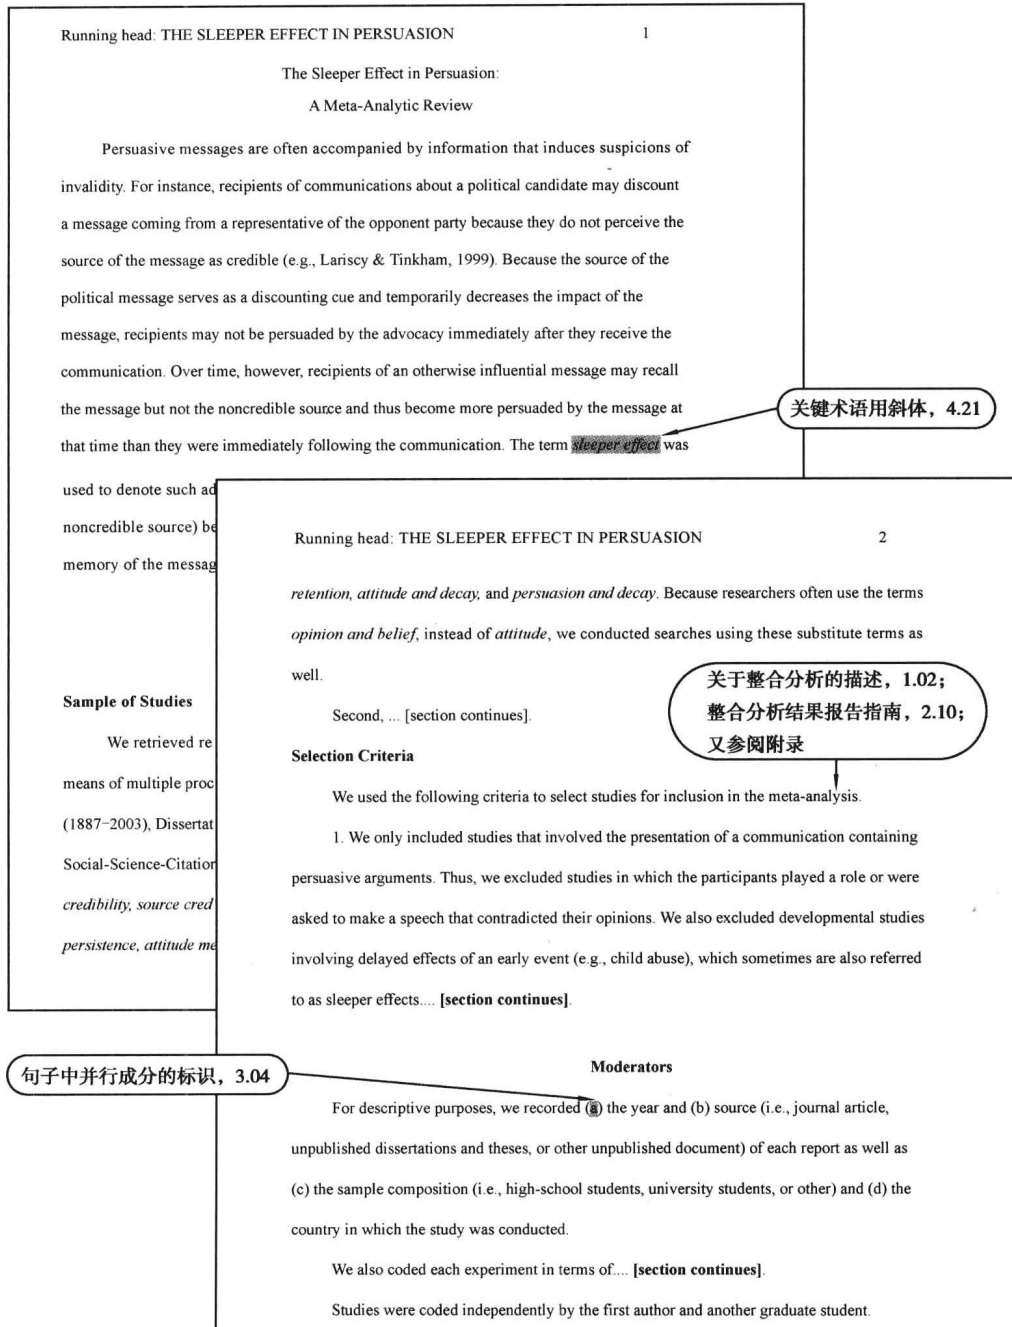 Running head: THE SLEEPER EFFECT IN PERSUASION 1
The Sleeper Effect in Persuasion:
A Meta-Analytic Review
Persuasive messages are often accompanied by information that induces suspicions of
invalidity. For instance, recipients of communications about a political candidate may discount
a message coming from a representative of the opponent party because they do not perceive the
source of the message as credible (e.g., Lariscy & Tinkham, 1999). Because the source of the
political message serves as a discounting cue and temporarily decreases the impact of the
message, recipients may not be persuaded by the advocacy immediately after they receive the
communication. Over time, however, recipients of an otherwise influential message may recall
the message but not the noncredible source and thus become more persuaded by the message at
that time than they were immediately following the communication. The term sleeper effect was
used to denote such ad
noncredible source) be
memory of the messag
Sample of Studies
We retrieved re
means of multiple proc
(1887-2003), Dissertat
Social-Science-Citation
credibility, source cred
persistence, attitude me
关键术语用斜体，4.21
Running head: THE SLEEPER EFFECT IN PERSUASION 2
retention, attitude and decay, and persuasion and decay. Because researchers often use the terms
opinion and belief, instead of attitude, we conducted searches using these substitute terms as
well.
Second, ... [section continues].
关于整合分析的描述，1.02；
整合分析结果报告指南，2.10；
又参阅附录
Selection Criteria
We used the following criteria to select studies for inclusion in the meta-analysis.
1. We only included studies that involved the presentation of a communication containing
persuasive arguments. Thus, we excluded studies in which the participants played a role or were
asked to make a speech that contradicted their opinions. We also excluded developmental studies
involving delayed effects of an early event (e.g., child abuse), which sometimes are also referred
to as sleeper effects.... [section continues].
Moderators
句子中并行成分的标识，3.04
For descriptive purposes, we recorded (a) the year and (b) source (i.e., journal article,
unpublished dissertations and theses, or other unpublished document) of each report as well as
(c) the sample composition (i.e., high-school students, university students, or other) and (d) the
country in which the study was conducted.
We also coded each experiment in terms of.... [section continues].
Studies were coded independently by the first author and another graduate student.